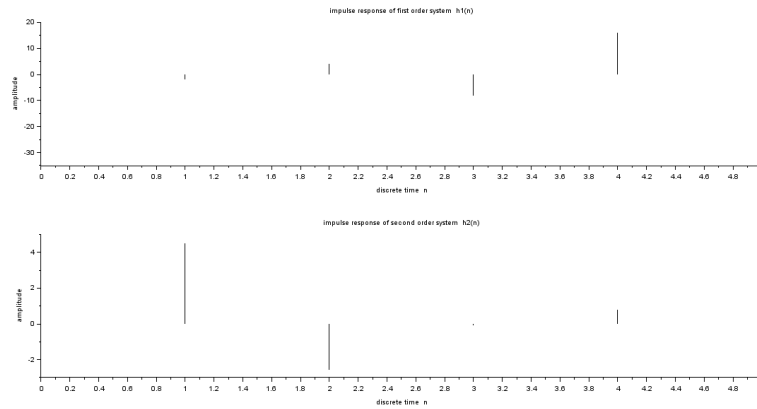 impulse response of first order system h1(n)
20
10
0
-10
-20
-30
amplitude
0 0.2 0.4 0.6 0.8 1 1.2 1.4 1.6 1.8 2 2.2 2.4 2.6 2.8 3 3.2 3.4 3.6 3.8 4 4.2 4.4 4.6 4.8
discrete time n
impulse response of second order system h2(n)
4
2
0
-2
amplitude
0 0.2 0.4 0.6 0.8 1 1.2 1.4 1.6 1.8 2 2.2 2.4 2.6 2.8 3 3.2 3.4 3.6 3.8 4 4.2 4.4 4.6 4.8
discrete time n